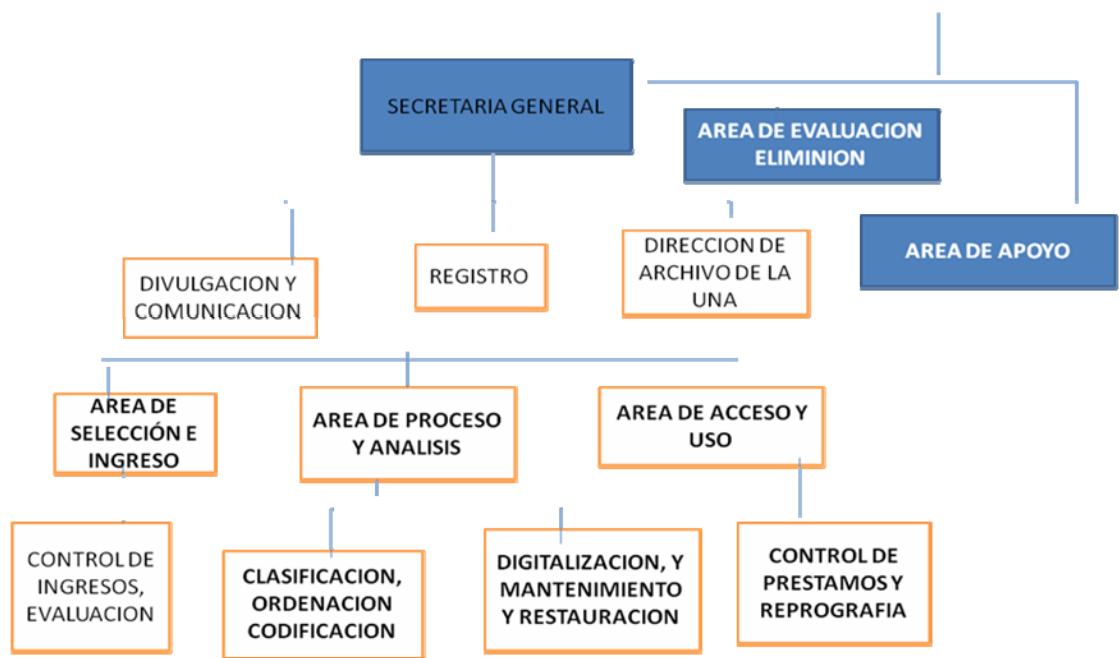 SECRETARIA GENERAL
AREA DE EVALUACION
ELIMINION
AREA DE APOYO
DIVULGACION Y
COMUNICACION
REGISTRO
DIRECCION DE
ARCHIVO DE LA
UNA
AREA DE
SELECCIÓN E
INGRESO
AREA DE PROCESO
Y ANALISIS
AREA DE ACCESO Y
USO
CONTROL DE
INGRESOS,
EVALUACION
CLASIFICACION,
ORDENACION
CODIFICACION
DIGITALIZACION, Y
MANTENIMIENTO
Y RESTAURACION
CONTROL DE
PRESTAMOS Y
REPROGRAFIA